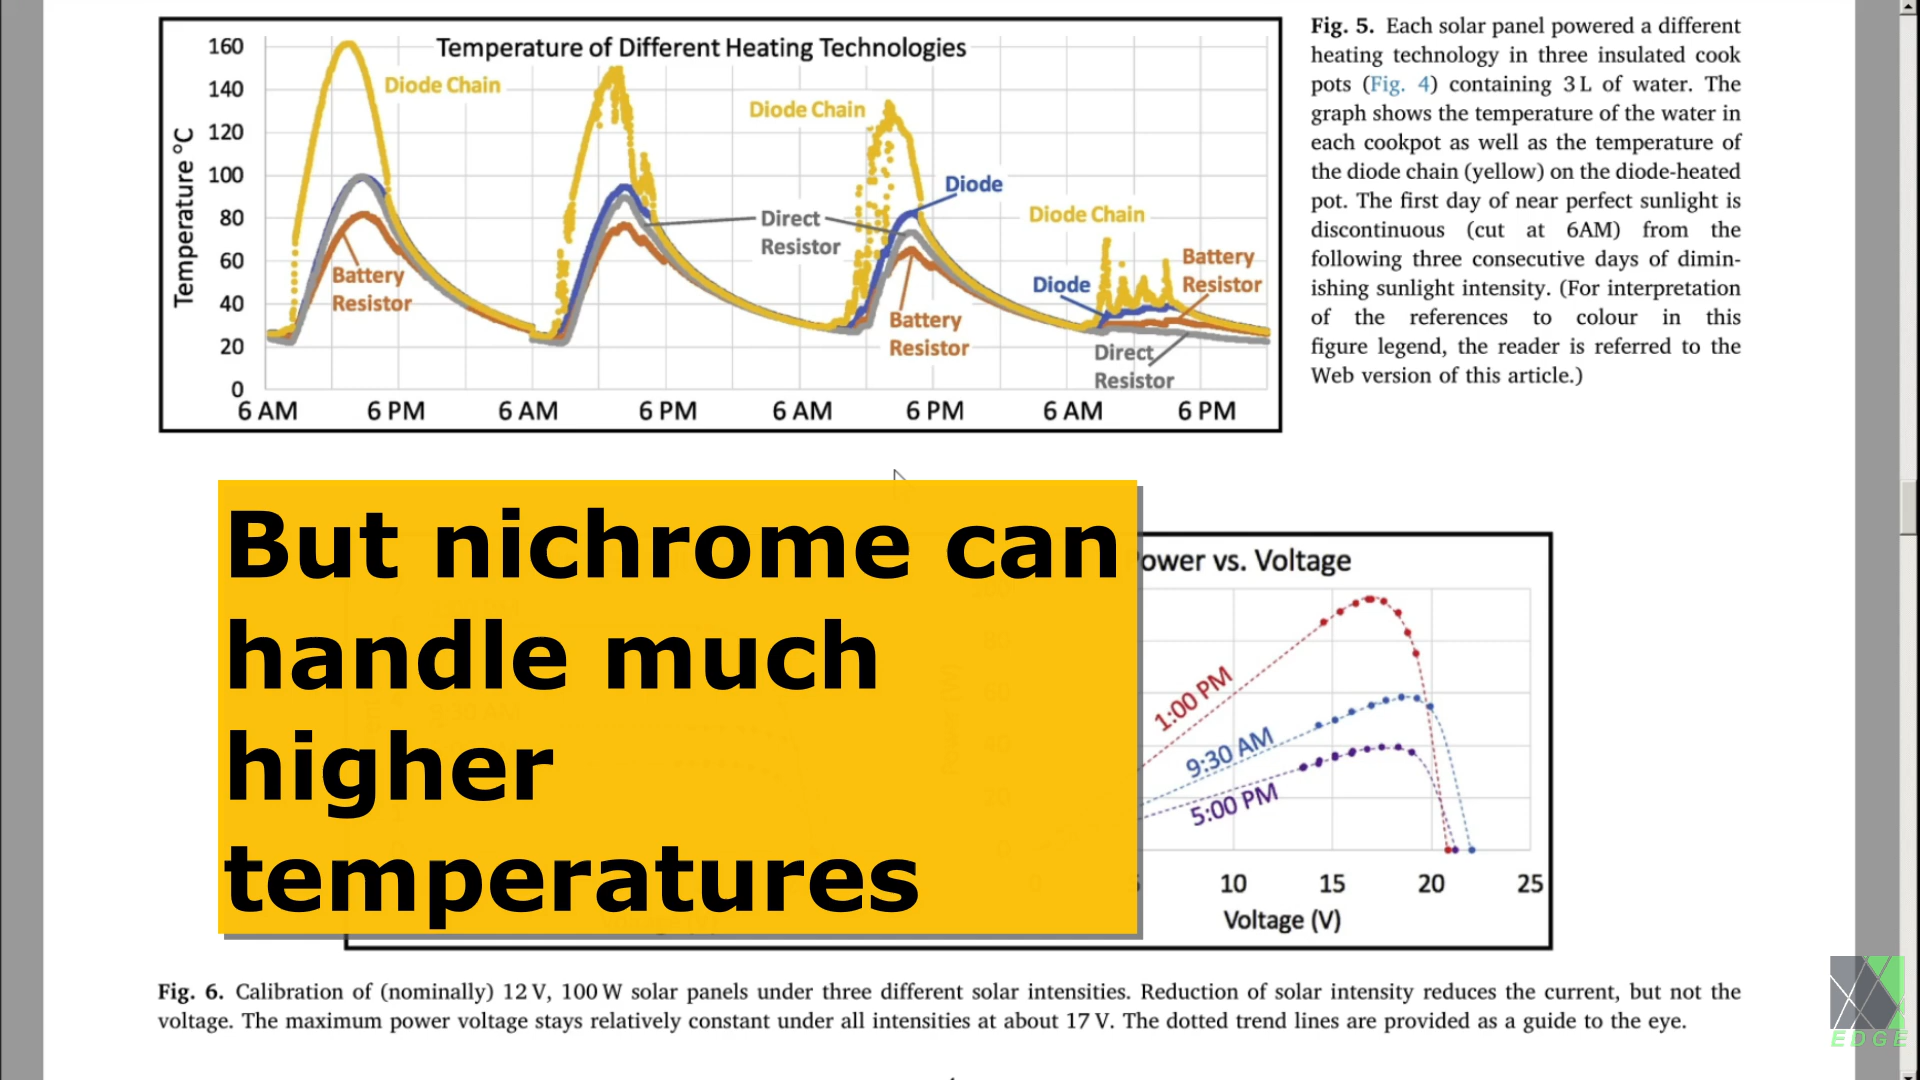 Temperature of Different Heating Technologies
Temperature °C
160
140
120
100
80
60
40
20
0
Diode Chain
Diode Chain
Diode Chain
Diode
Direct
Resistor
Battery
Resistor
Battery
Resistor
Diode
Battery
Resistor
Direct
Resistor
6 AM 6 PM 6 AM 6 PM 6 AM 6 PM 6 AM 6 PM
Fig. 5. Each solar panel powered a different
heating technology in three insulated cook
pots (Fig. 4) containing 3 L of water. The
graph shows the temperature of the water in
each cookpot as well as the temperature of
the diode chain (yellow) on the diode-heated
pot. The first day of near perfect sunlight is
discontinuous (cut at 6AM) from the
following three consecutive days of dimin-
ishing sunlight intensity. (For interpretation
of the references to colour in this
figure legend, the reader is referred to the
Web version of this article.)
But nichrome can
handle much
higher
temperatures
ower vs. Voltage
1:00 PM
9:30 AM
5:00 PM
10 15 20 25
Voltage (V)
Fig. 6. Calibration of (nominally) 12 V, 100 W solar panels under three different solar intensities. Reduction of solar intensity reduces the current, but not the
voltage. The maximum power voltage stays relatively constant under all intensities at about 17 V. The dotted trend lines are provided as a guide to the eye.
EDGE